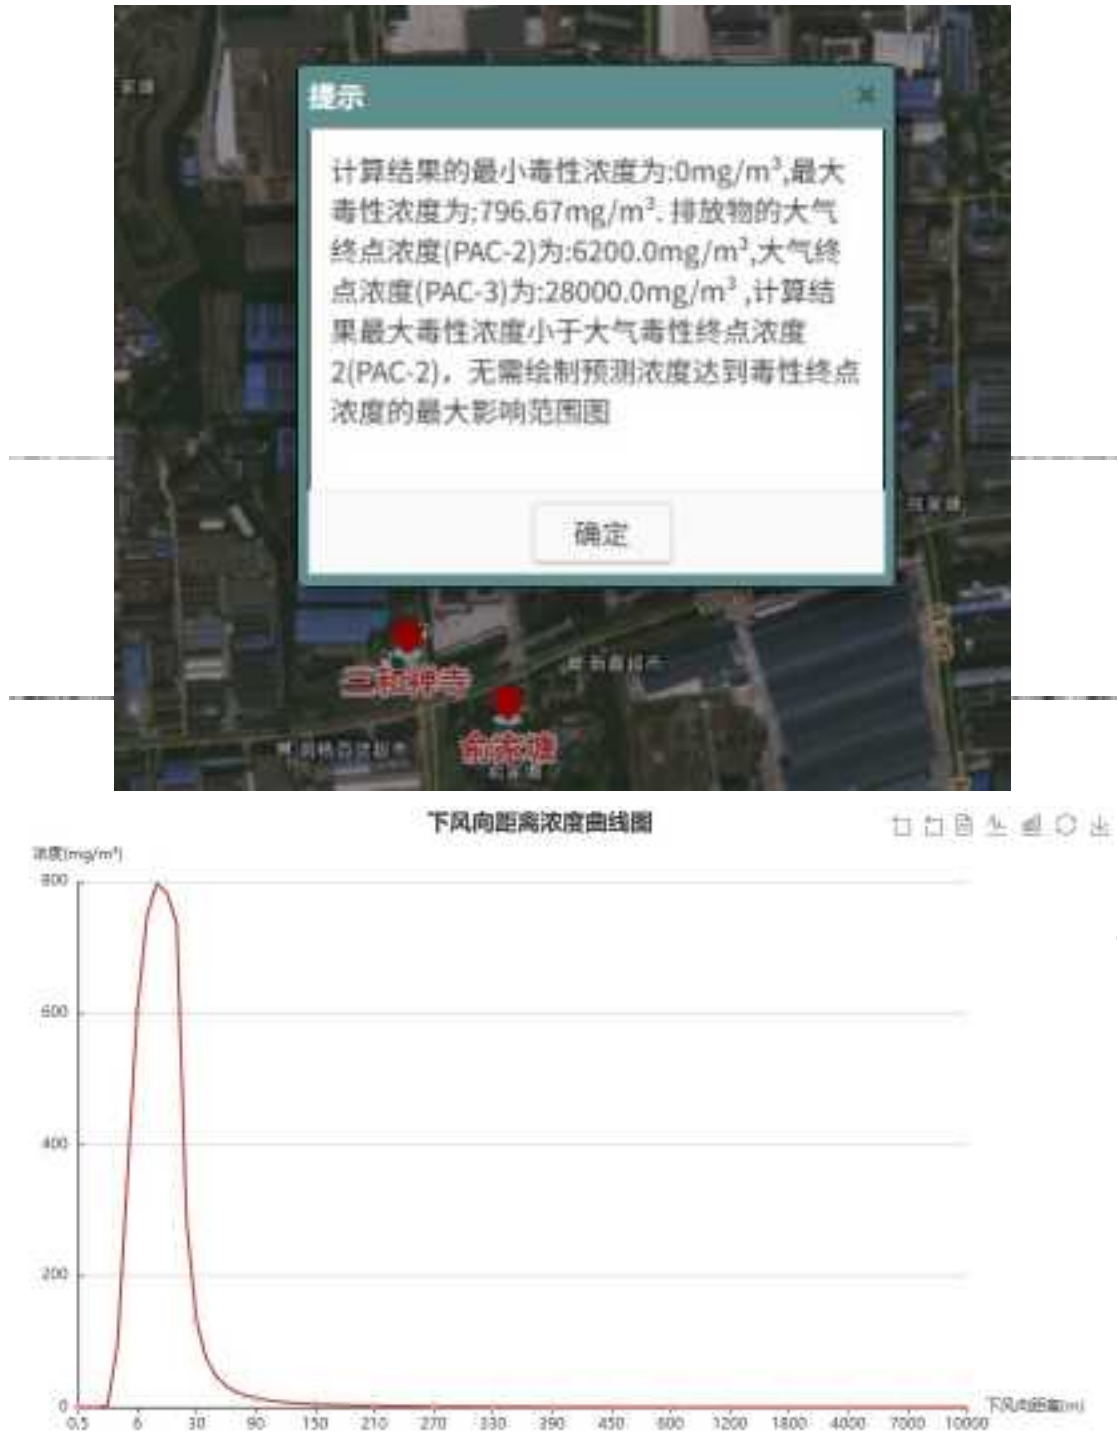 提示
计算结果的最小毒性浓度为:0mg/m³,最大
毒性浓度为:796.67mg/m³. 排放物的大气
终点浓度(PAC-2)为:6200.0mg/m³,大气终
点浓度(PAC-3)为:28000.0mg/m³ ,计算结
果最大毒性浓度小于大气毒性终点浓度
2(PAC-2)，无需绘制预测浓度达到毒性终点
浓度的最大影响范围图
确定
三和禅寺
俞家塘
下风向距离浓度曲线图
浓度(mg/m³)
800
600
400
200
0
0.5 6 30 90 150 210 270 330 390 450 600 1200 1800 4000 7000 10000
下风向距离(m)